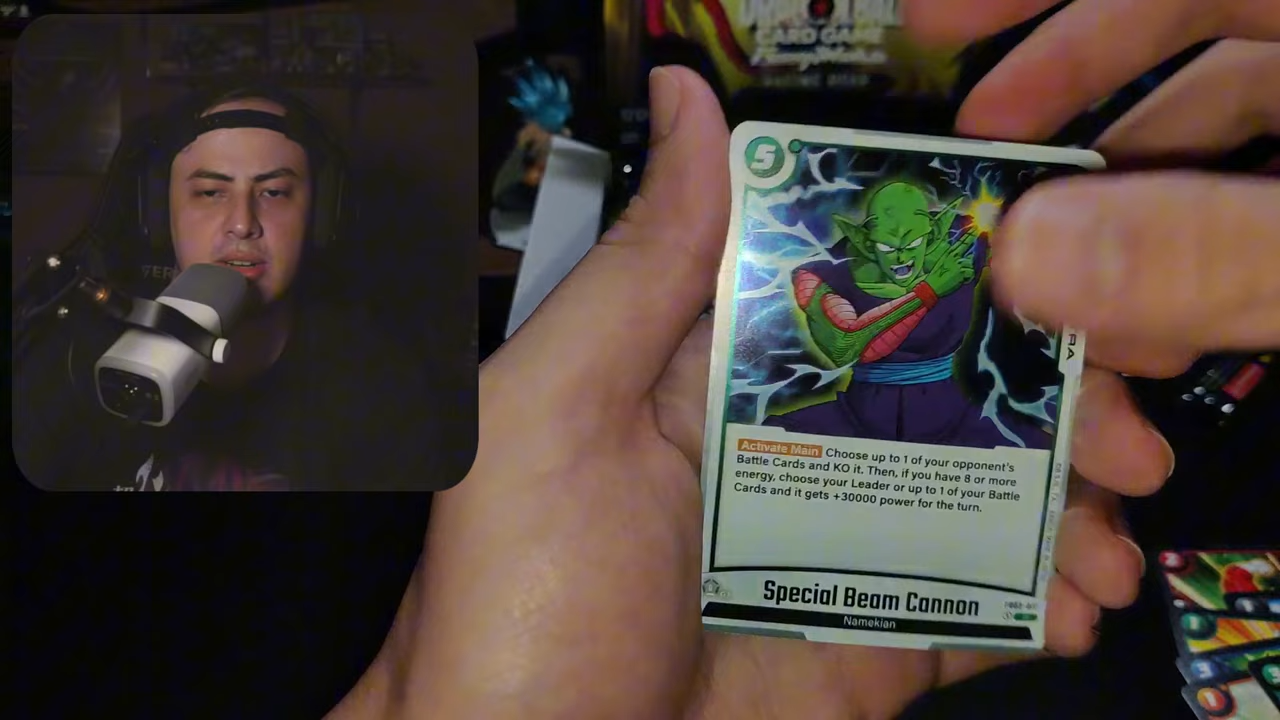 CARD GAME
5
Activate Main Choose up to 1 of your opponent's
Battle Cards and KO it. Then, if you have 8 or more
energy, choose your Leader or up to 1 of your Battle
Cards and it gets +30000 power for the turn.
Special Beam Cannon
Namekian